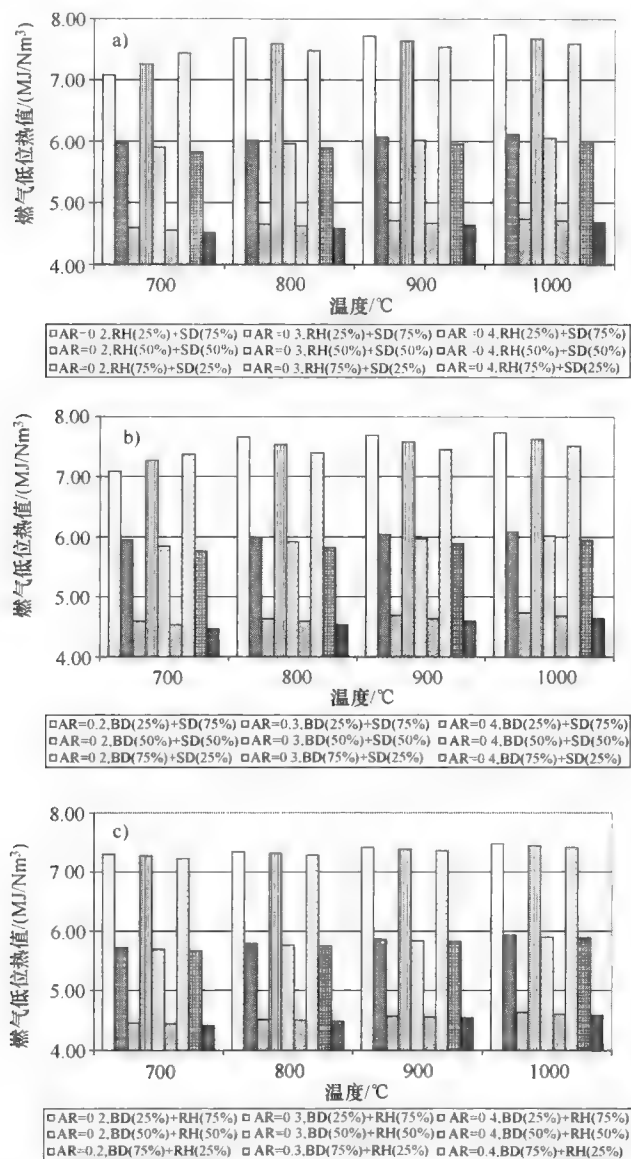 8.00
a)
7.00
6.00
5.00
4.00
燃气低位热值/(MJ/Nm³)
700 800 900 1000
温度/℃
AR=0 2,RH(25%)+SD(75%) AR=0 3,RH(25%)+SD(75%) AR=0 4,RH(25%)+SD(75%)
AR=0 2,RH(50%)+SD(50%) AR=0 3,RH(50%)+SD(50%) AR=0 4,RH(50%)+SD(50%)
AR=0 2,RH(75%)+SD(25%) AR=0 3,RH(75%)+SD(25%) AR=0 4,RH(75%)+SD(25%)
8.00
b)
7.00
6.00
5.00
4.00
燃气低位热值/(MJ/Nm³)
700 800 900 1000
温度/℃
AR=0.2,BD(25%)+SD(75%) AR=0.3,BD(25%)+SD(75%) AR=0 4,BD(25%)+SD(75%)
AR=0 2,BD(50%)+SD(50%) AR=0 3,BD(50%)+SD(50%) AR=0 4,BD(50%)+SD(50%)
AR=0 2,BD(75%)+SD(25%) AR=0 3,BD(75%)+SD(25%) AR=0 4,BD(75%)+SD(25%)
8.00
c)
7.00
6.00
5.00
4.00
燃气低位热值/(MJ/Nm³)
700 800 900 1000
温度/℃
AR=0 2,BD(25%)+RH(75%) AR=0 3,BD(25%)+RH(75%) AR=0 4,BD(25%)+RH(75%)
AR=0 2,BD(50%)+RH(50%) AR=0 3,BD(50%)+RH(50%) AR=0 4,BD(50%)+RH(50%)
AR=0.2,BD(75%)+RH(25%) AR=0.3,BD(75%)+RH(25%) AR=0.4,BD(75%)+RH(25%)